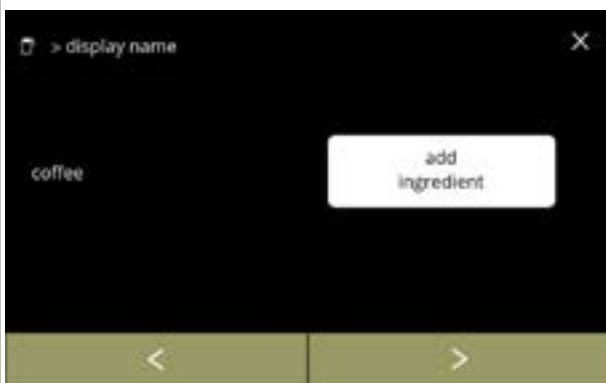 > display name
×
coffee
add
ingredient
< >